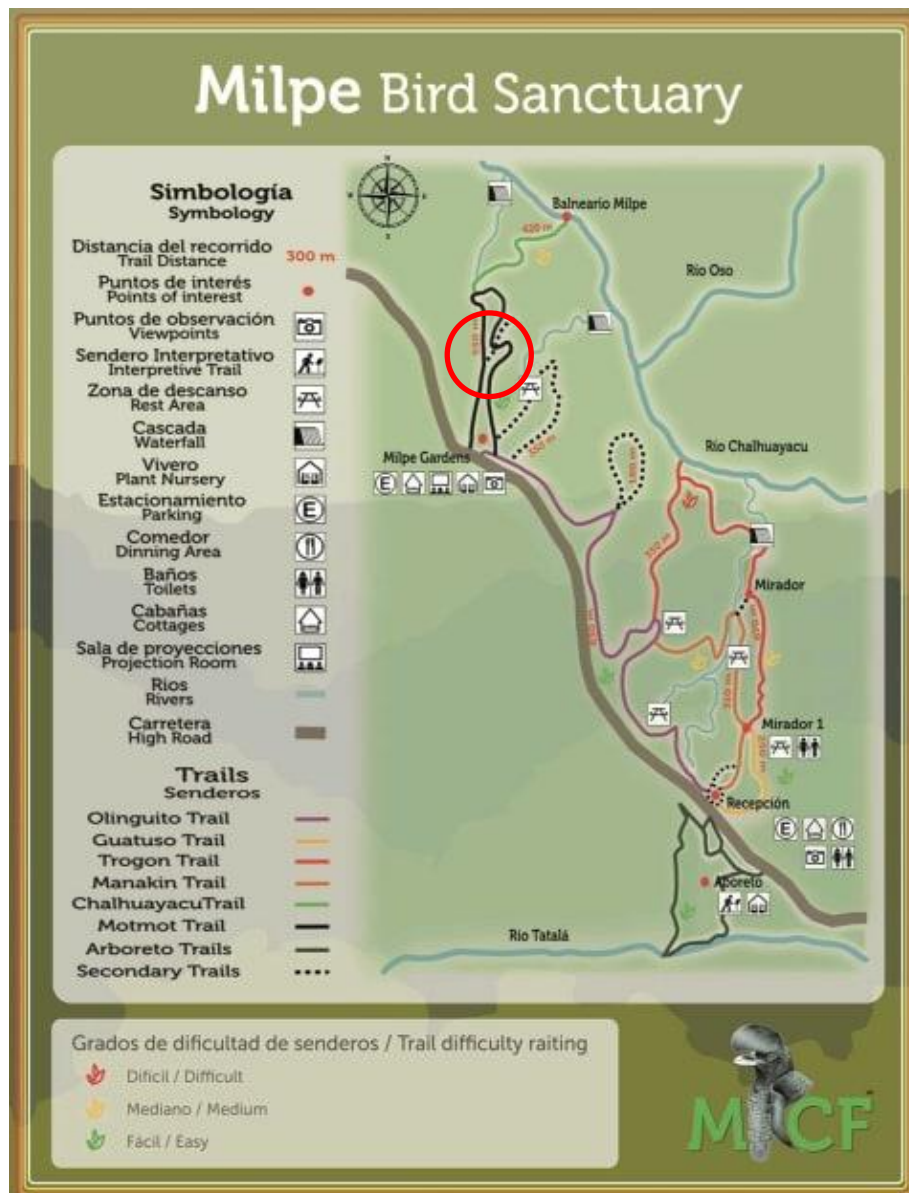 Milpe Bird Sanctuary
Simbología
Symbology
Distancia del recorrido
Trail Distance
300 m
Puntos de interés
Points of interest
Puntos de observación
Viewpoints
Sendero Interpretativo
Interpretive Trail
Zona de descanso
Rest Area
Cascada
Waterfall
Vivero
Plant Nursery
Estacionamiento
Parking
E
Comedor
Dinning Area
Baños
Toilets
Cabañas
Cottages
Sala de proyecciones
Projection Room
Rios
Rivers
Carretera
High Road
Trails
Senderos
Olinguito Trail
Guatuso Trail
Trogon Trail
Manakin Trail
ChalhuayacuTrail
Motmot Trail
Arboreto Trails
Secondary Trails
N
Balneario Milpe
420 m
Río Oso
Río Chalhuayacu
Milpe Gardens
E
550 m
Mirador
Mirador 1
Recepción
E
Aboreto
Río Tatalá
Grados de dificultad de senderos / Trail difficulty raiting
Dificil / Difficult
Mediano / Medium
Fácil / Easy
MCF